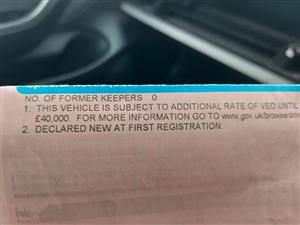 NO. OF FORMER KEEPERS 0
1. THIS VEHICLE IS SUBJECT TO ADDITIONAL RATE OF VED UNTIL
£40,000. FOR MORE INFORMATION GO TO www.gov.uk/browse/driv
2. DECLARED NEW AT FIRST REGISTRATION.